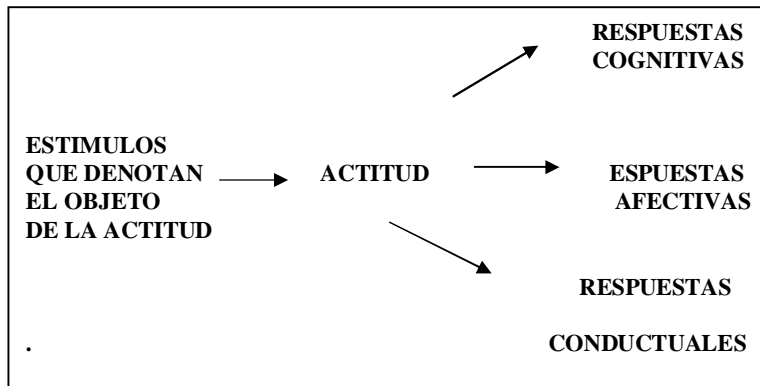 RESPUESTAS
COGNITIVAS
ESTIMULOS
QUE DENOTAN
EL OBJETO
DE LA ACTITUD
ACTITUD
ESPUESTAS
AFECTIVAS
RESPUESTAS
.
CONDUCTUALES